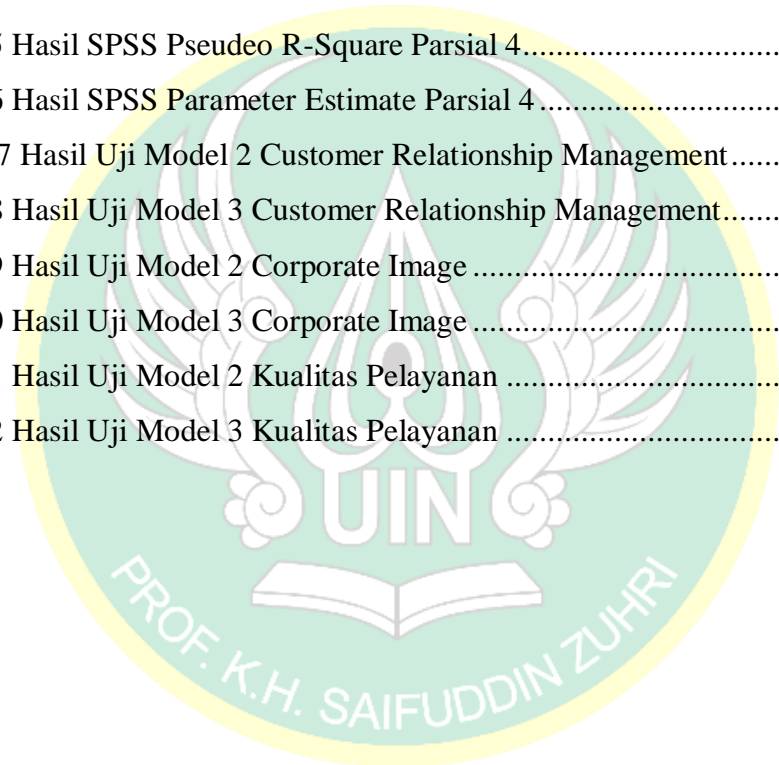 5 Hasil SPSS Pseudeo R-Square Parsial 4..............................
6 Hasil SPSS Parameter Estimate Parsial 4 ............................
7 Hasil Uji Model 2 Customer Relationship Management......
8 Hasil Uji Model 3 Customer Relationship Management.......
9 Hasil Uji Model 2 Corporate Image ....................................
0 Hasil Uji Model 3 Corporate Image....................................
Hasil Uji Model 2 Kualitas Pelayanan ................................
2 Hasil Uji Model 3 Kualitas Pelayanan ................................
UIN
PROF. K.H. SAIFUDDIN ZUHRI